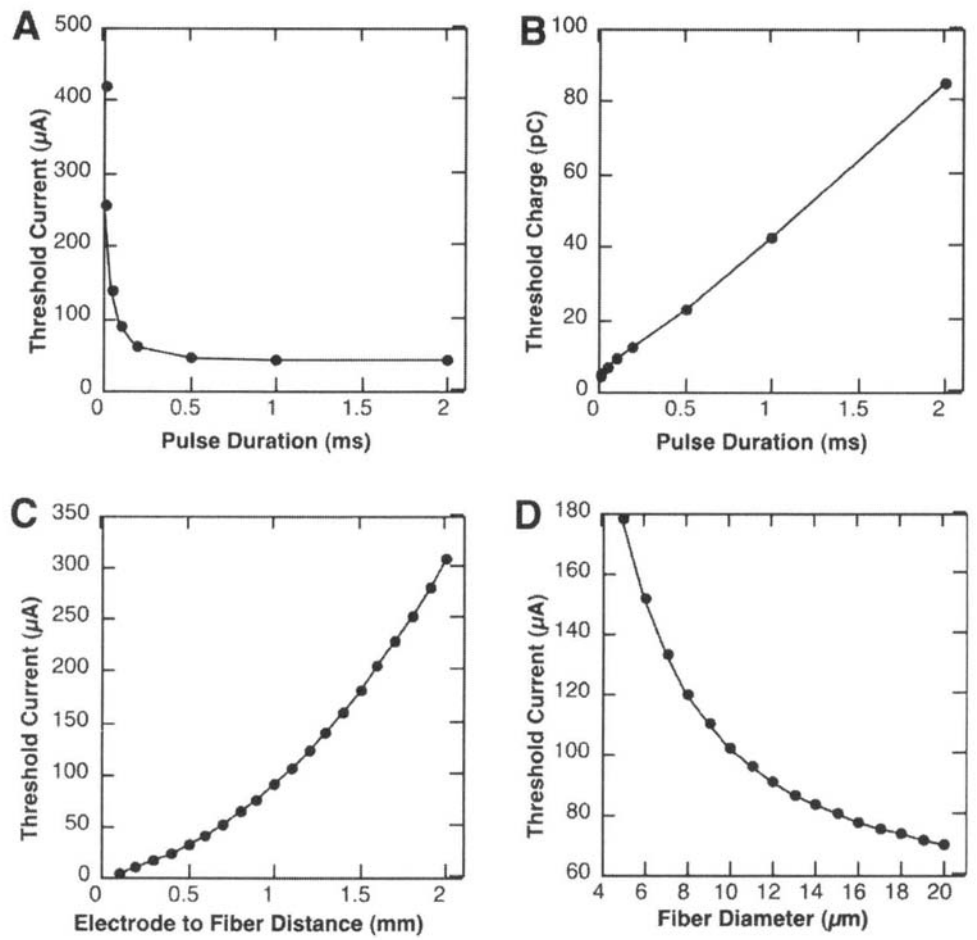 A
Threshold Current (µA)
500
400
300
200
100
0
0 0.5 1 1.5 2
Pulse Duration (ms)
B
Threshold Charge (pC)
100
80
60
40
20
0
0 0.5 1 1.5 2
Pulse Duration (ms)
C
Threshold Current (µA)
350
300
250
200
150
100
50
0
0 0.5 1 1.5 2
Electrode to Fiber Distance (mm)
D
Threshold Current (µA)
180
160
140
120
100
80
60
4 6 8 10 12 14 16 18 20
Fiber Diameter (µm)